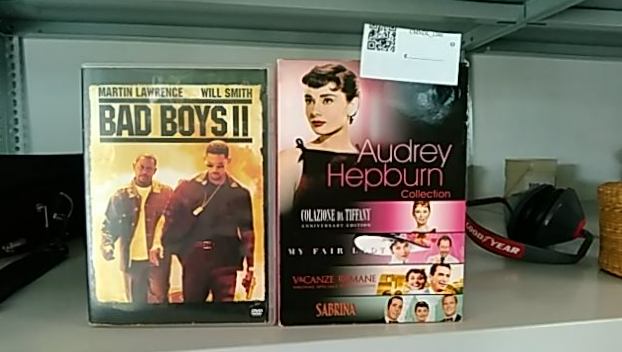 MARTIN LAWRENCE WILL SMITH
BAD BOYS II
DVD
Audrey
Hepburn
Collection
COLAZIONE DA TIFFANY
ANNIVERSARY EDITION
MY FAIR LADY
VACANZE ROMANE
SABRINA
GOODYEAR